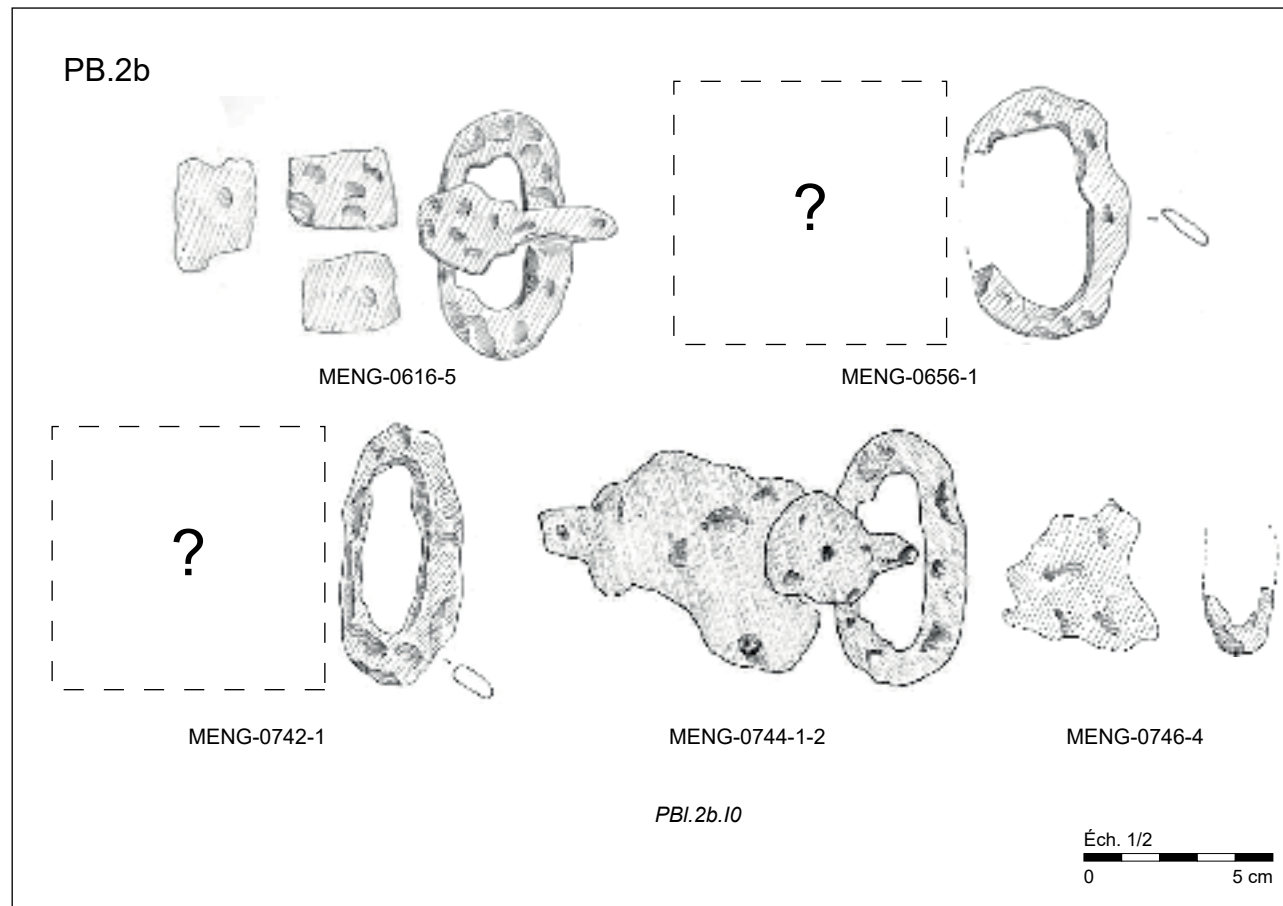 PB.2b
?
MENG-0616-5
MENG-0656-1
?
MENG-0742-1
MENG-0744-1-2
MENG-0746-4
PBl.2b.I0
Éch. 1/2
0 5 cm